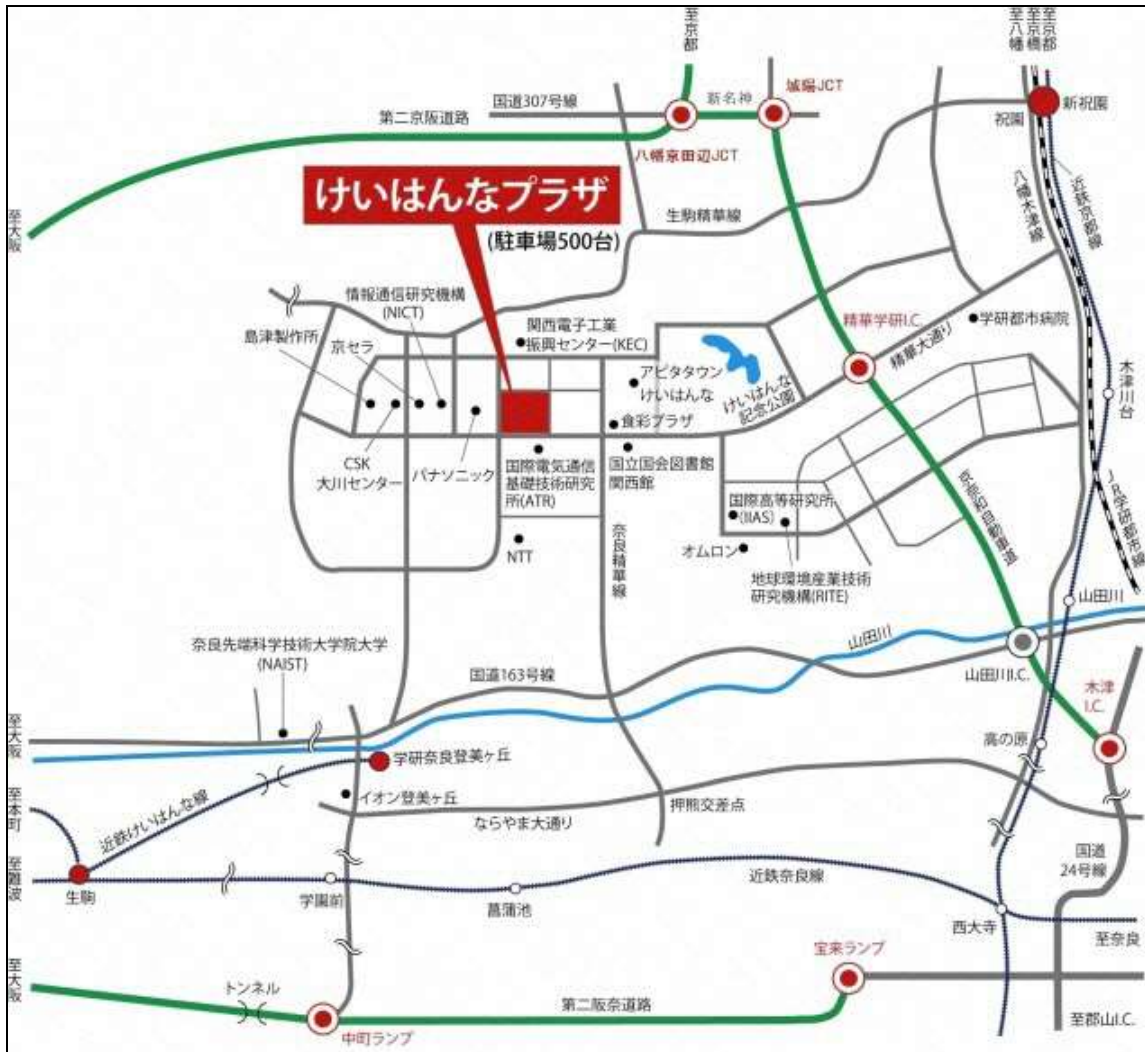 至京都
至八幡
至京橋
至京都
城陽JCT
国道307号線
新名神
新祝園
祝園
第二京阪道路
八幡京田辺JCT
けいはんなプラザ
(駐車場500台)
生駒精華線
八幡木津線
近鉄京都線
至大阪
情報通信研究機構
(NICT)
島津製作所
京セラ
関西電子工業
振興センター(KEC)
精華学研I.C.
学研都市病院
精華大通り
アピタタウン
けいはんな
けいはんな
記念公園
木津川台
食彩プラザ
CSK
大川センター
パナソニック
国際電気通信
基礎技術研究
所(ATR)
国立国会図書館
関西館
国際高等研究所
(IIAS)
京奈和自動車道
JR学研都市線
NTT
奈良精華線
オムロン
地球環境産業技術
研究機構(RITE)
山田川
山田川
奈良先端科学技術大学院大学
(NAIST)
国道163号線
山田川I.C.
木津
I.C.
至大阪
高の原
学研奈良登美ヶ丘
イオン登美ヶ丘
押熊交差点
ならやま大通り
至本町
近鉄けいはんな線
国道
24号線
至難波
生駒
学園前
菖蒲池
近鉄奈良線
西大寺
至奈良
宝来ランプ
至大阪
トンネル
第二阪奈道路
中町ランプ
至郡山I.C.